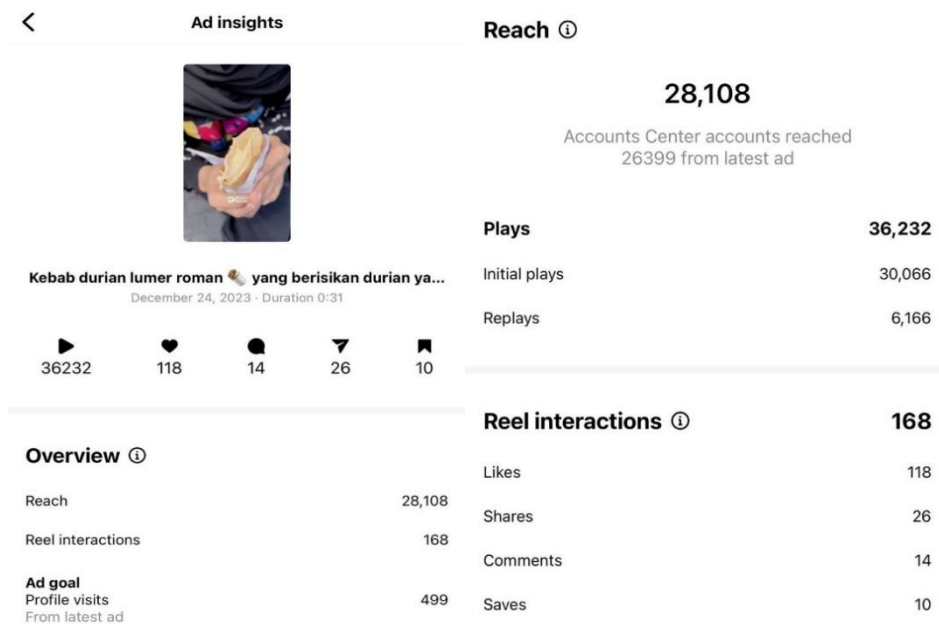 Ad insights
Kebab durian lumer roman 🌯 yang berisikan durian ya...
December 24, 2023 · Duration 0:31
36232 118 14 26 10
Overview
Reach 28,108
Reel interactions 168
Ad goal
Profile visits 499
From latest ad
Reach
28,108
Accounts Center accounts reached
26399 from latest ad
Plays 36,232
Initial plays 30,066
Replays 6,166
Reel interactions 168
Likes 118
Shares 26
Comments 14
Saves 10